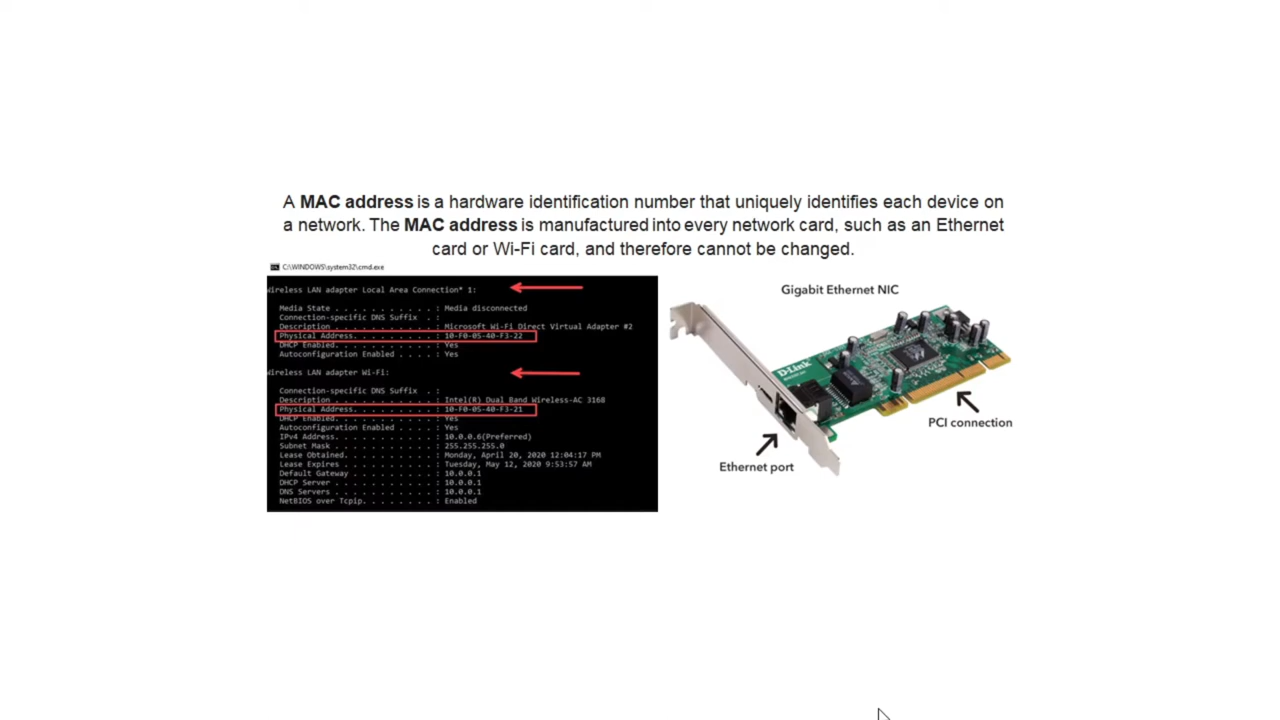 A MAC address is a hardware identification number that uniquely identifies each device on
a network. The MAC address is manufactured into every network card, such as an Ethernet
card or Wi-Fi card, and therefore cannot be changed.
C:\WINDOWS\system32\cmd.exe
Wireless LAN adapter Local Area Connection* 1:
Media State . . . . . . . . . . . : Media disconnected
Connection-specific DNS Suffix  . :
Description . . . . . . . . . . . : Microsoft Wi-Fi Direct Virtual Adapter #2
Physical Address. . . . . . . . . : 10-F0-05-40-F3-22
DHCP Enabled. . . . . . . . . . . : Yes
Autoconfiguration Enabled . . . . : Yes
Wireless LAN adapter Wi-Fi:
Connection-specific DNS Suffix  . :
Description . . . . . . . . . . . : Intel(R) Dual Band Wireless-AC 3168
Physical Address. . . . . . . . . : 10-F0-05-40-F3-21
DHCP Enabled. . . . . . . . . . . : Yes
Autoconfiguration Enabled . . . . : Yes
IPv4 Address. . . . . . . . . . . : 10.0.0.6(Preferred)
Subnet Mask . . . . . . . . . . . : 255.255.255.0
Lease Obtained. . . . . . . . . . : Monday, April 20, 2020 12:04:17 PM
Lease Expires . . . . . . . . . . : Tuesday, May 12, 2020 9:53:57 AM
Default Gateway . . . . . . . . . : 10.0.0.1
DHCP Server . . . . . . . . . . . : 10.0.0.1
DNS Servers . . . . . . . . . . . : 10.0.0.1
NetBIOS over Tcpip. . . . . . . . : Enabled
Gigabit Ethernet NIC
D-Link
PCI connection
Ethernet port